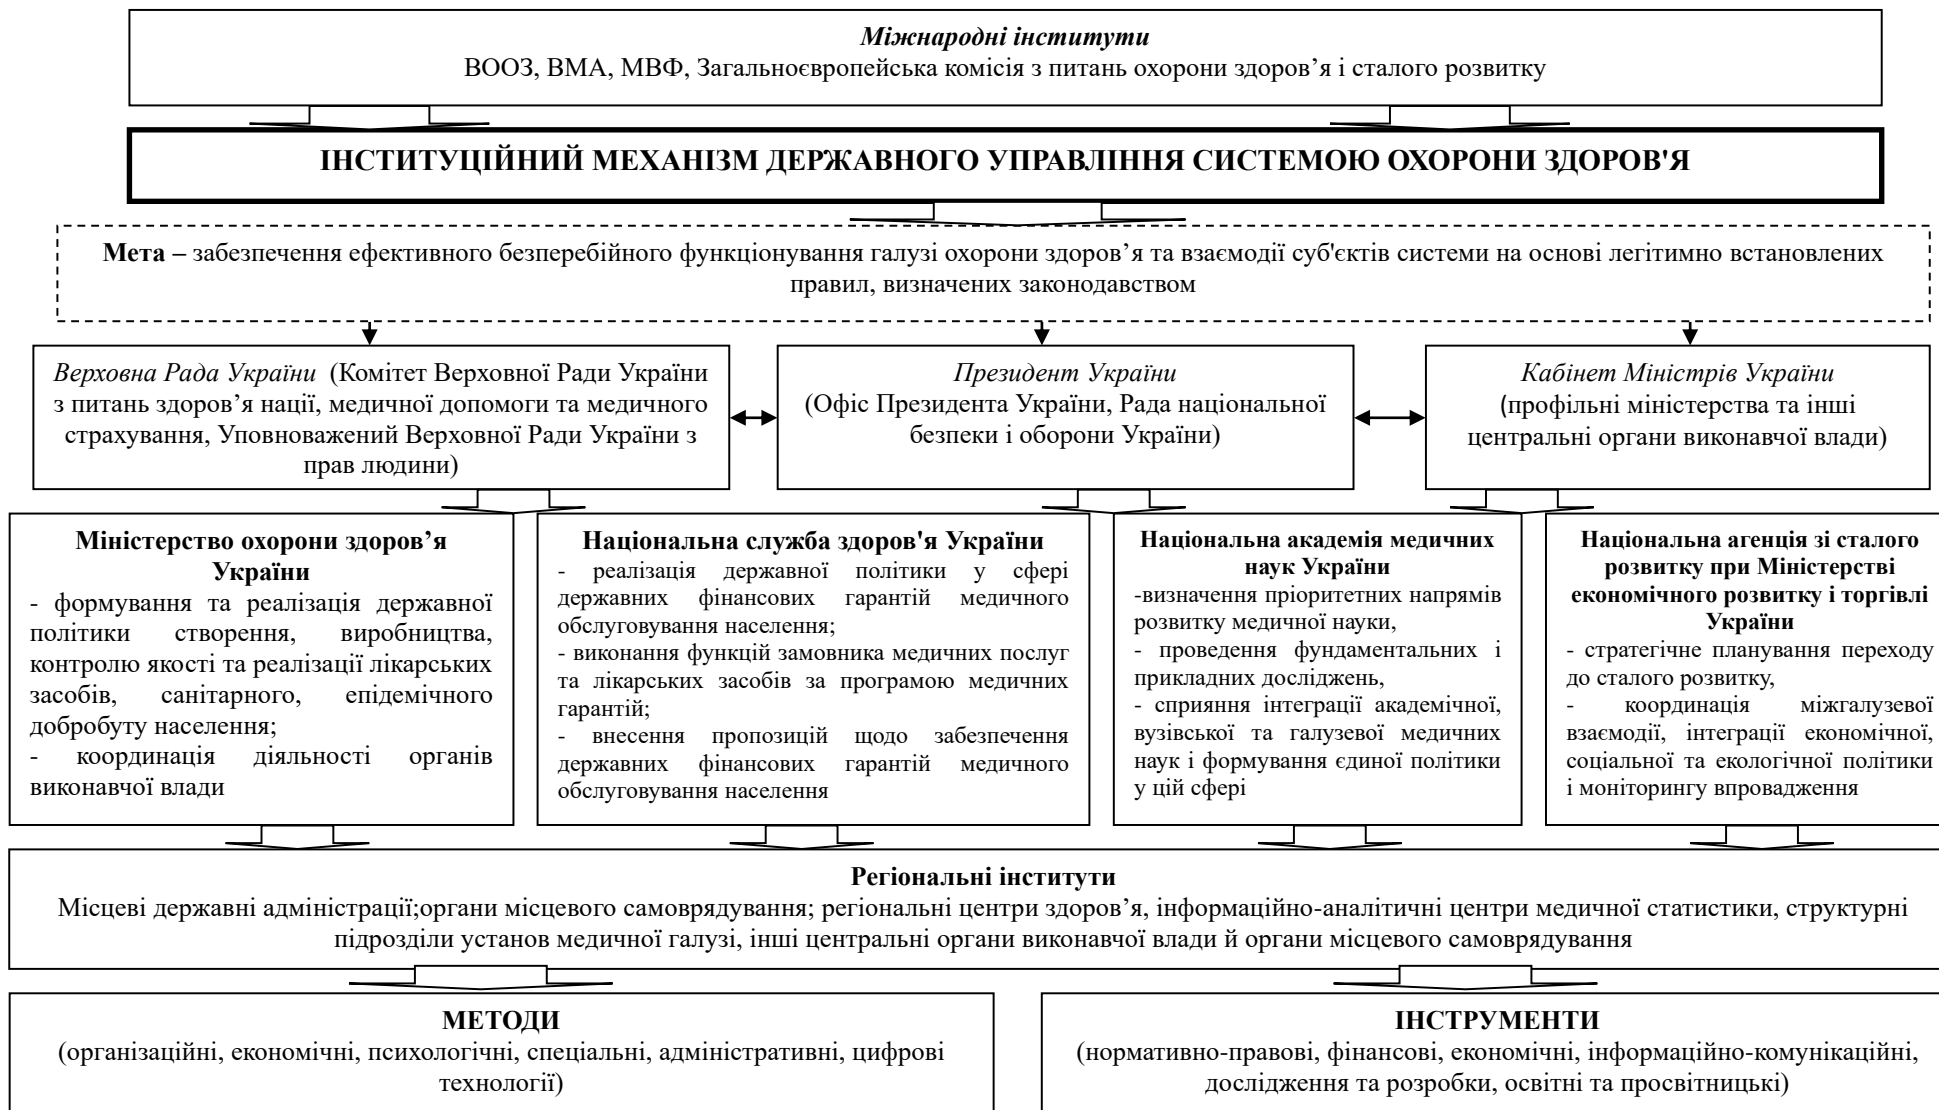 Міжнародні інститути
ВООЗ, ВМА, МВФ, Загальноєвропейська комісія з питань охорони здоров’я і сталого розвитку
ІНСТИТУЦІЙНИЙ МЕХАНІЗМ ДЕРЖАВНОГО УПРАВЛІННЯ СИСТЕМОЮ ОХОРОНИ ЗДОРОВ'Я
Мета – забезпечення ефективного безперебійного функціонування галузі охорони здоров’я та взаємодії суб'єктів системи на основі легітимно встановлених
правил, визначених законодавством
Верховна Рада України (Комітет Верховної Ради України
з питань здоров’я нації, медичної допомоги та медичного
страхування, Уповноважений Верховної Ради України з
прав людини)
Президент України
(Офіс Президента України, Рада національної
безпеки і оборони України)
Кабінет Міністрів України
(профільні міністерства та інші
центральні органи виконавчої влади)
Міністерство охорони здоров’я
України
- формування та реалізація державної
політики створення, виробництва,
контролю якості та реалізації лікарських
засобів, санітарного, епідемічного
добробуту населення;
- координація діяльності органів
виконавчої влади
Національна служба здоров'я України
- реалізація державної політики у сфері
державних фінансових гарантій медичного
обслуговування населення;
- виконання функцій замовника медичних послуг
та лікарських засобів за програмою медичних
гарантій;
- внесення пропозицій щодо забезпечення
державних фінансових гарантій медичного
обслуговування населення
Національна академія медичних
наук України
-визначення пріоритетних напрямів
розвитку медичної науки,
- проведення фундаментальних і
прикладних досліджень,
- сприяння інтеграції академічної,
вузівської та галузевої медичних
наук і формування єдиної політики
у цій сфері
Національна агенція зі сталого
розвитку при Міністерстві
економічного розвитку і торгівлі
України
- стратегічне планування переходу
до сталого розвитку,
- координація міжгалузевої
взаємодії, інтеграції економічної,
соціальної та екологічної політики
і моніторингу впровадження
Регіональні інститути
Місцеві державні адміністрації;органи місцевого самоврядування; регіональні центри здоров’я, інформаційно-аналітичні центри медичної статистики, структурні
підрозділи установ медичної галузі, інші центральні органи виконавчої влади й органи місцевого самоврядування
МЕТОДИ
(організаційні, економічні, психологічні, спеціальні, адміністративні, цифрові
технології)
ІНСТРУМЕНТИ
(нормативно-правові, фінансові, економічні, інформаційно-комунікаційні,
дослідження та розробки, освітні та просвітницькі)